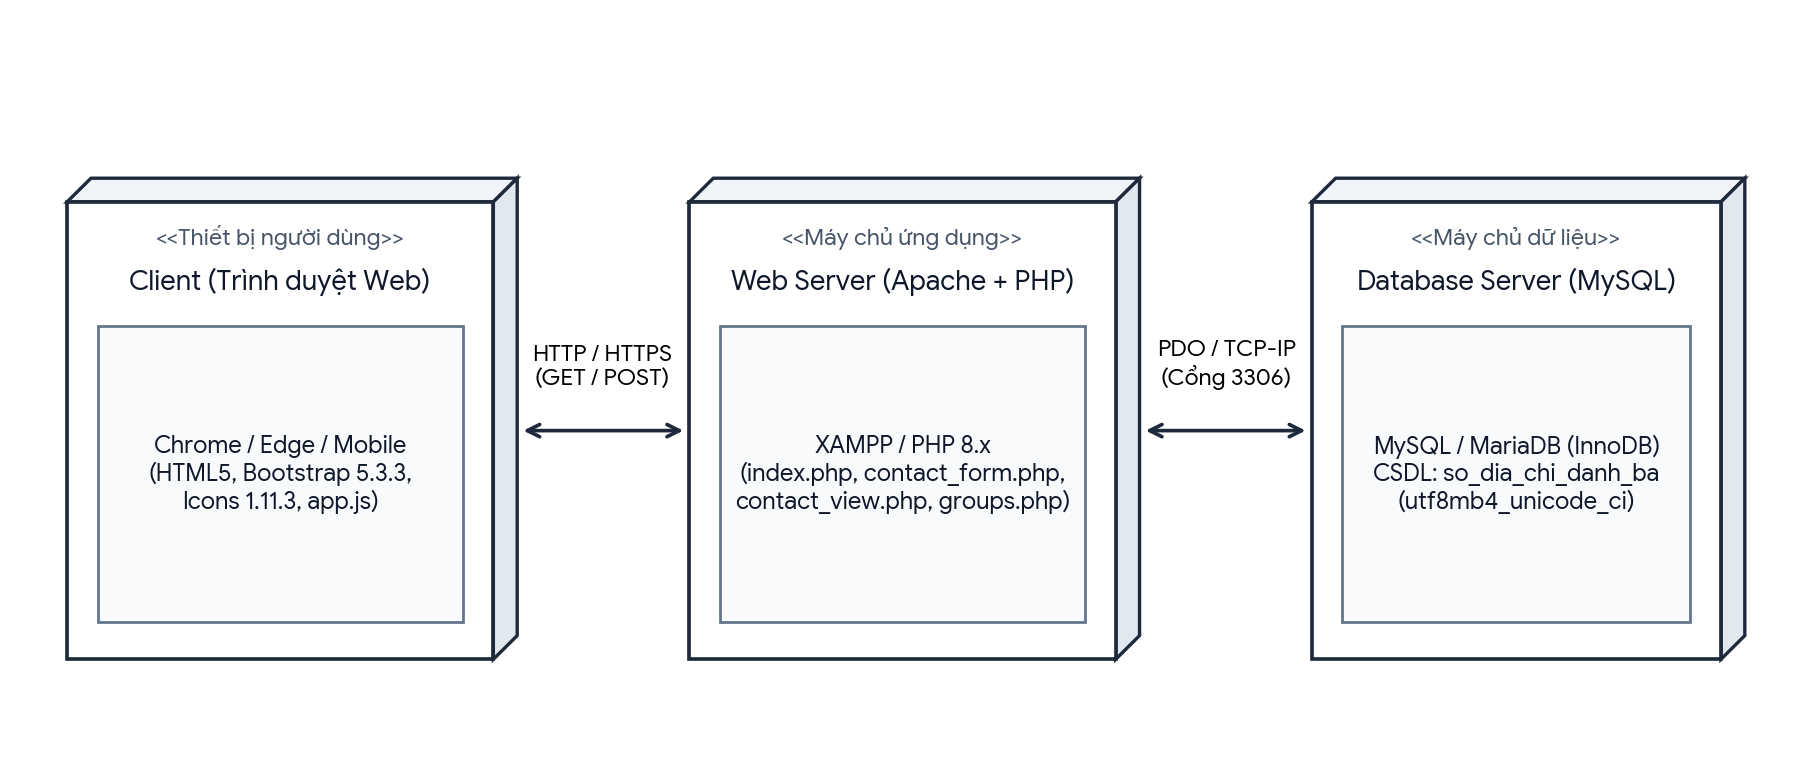 <<Thiết bị người dùng>>
Client (Trình duyệt Web)
Chrome / Edge / Mobile
(HTML5, Bootstrap 5.3.3,
Icons 1.11.3, app.js)
HTTP / HTTPS
(GET / POST)
<<Máy chủ ứng dụng>>
Web Server (Apache + PHP)
XAMPP / PHP 8.x
(index.php, contact_form.php,
contact_view.php, groups.php)
PDO / TCP-IP
(Cổng 3306)
<<Máy chủ dữ liệu>>
Database Server (MySQL)
MySQL / MariaDB (InnoDB)
CSDL: so_dia_chi_danh_ba
(utf8mb4_unicode_ci)